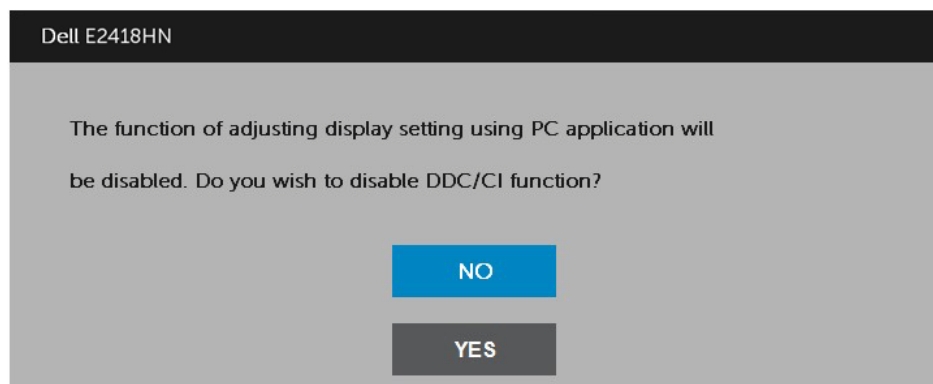 Dell E2418HN
The function of adjusting display setting using PC application will
be disabled. Do you wish to disable DDC/CI function?
NO
YES